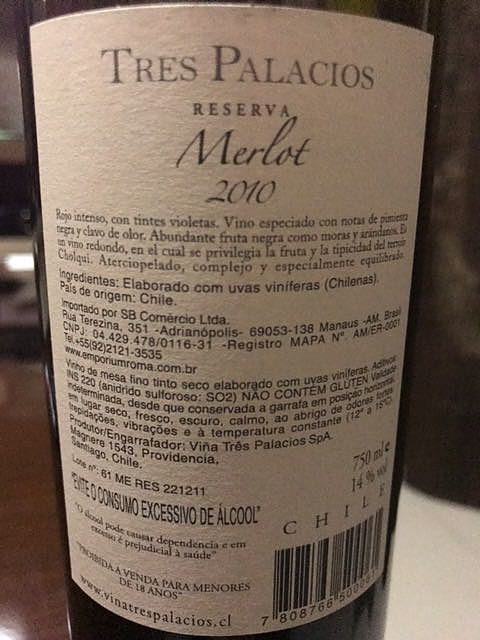 TRES PALACIOS
RESERVA
Merlot
2010
Rojo intenso, con tintes violetas. Vino especiado con notas de pimienta
negra y clavo de olor. Abundante fruta negra como moras y arándanos. Es
un vino redondo, en el cual se privilegia la fruta y la tipicidad del terroir
Cholqui. Aterciopelado, complejo y especialmente equilibrado.
Ingredientes: Elaborado com uvas viníferas (Chilenas).
País de origem: Chile.
Importado por SB Comércio Ltda.
Rua Terezina, 351 -Adrianópolis- 69053-138 Manaus -AM, Brasil
CNPJ: 04.429.478/0116-31 -Registro MAPA Nº. AM/ER-0001
Tel.+55(92)2121-3535
www.emporiumroma.com.br
Vinho de mesa fino tinto seco elaborado com uvas viníferas. Aditivos:
INS 220 (anidrido sulforoso: SO2) NÃO CONTÉM GLUTEN Validade
indeterminada, desde que conservada a garrafa em posição horizontal,
em lugar seco, fresco, escuro, calmo, ao abrigo de odores fortes,
trepidações, vibrações e à temperatura constante (12° a 15°C).
Produtor/Engarrafador: Viña Três Palacios SpA.
Magnere 1543, Providencia,
Santiago, Chile.
Lote nº: 61 ME RES 221211
750 ml e
14 % vol
"EVITE O CONSUMO EXCESSIVO DE ÁLCOOL"
CHILE
"O álcool pode causar dependência e em
excesso é prejudicial à saúde"
"PROIBIDA A VENDA PARA MENORES
DE 18 ANOS"
www.vinatrespalacios.cl